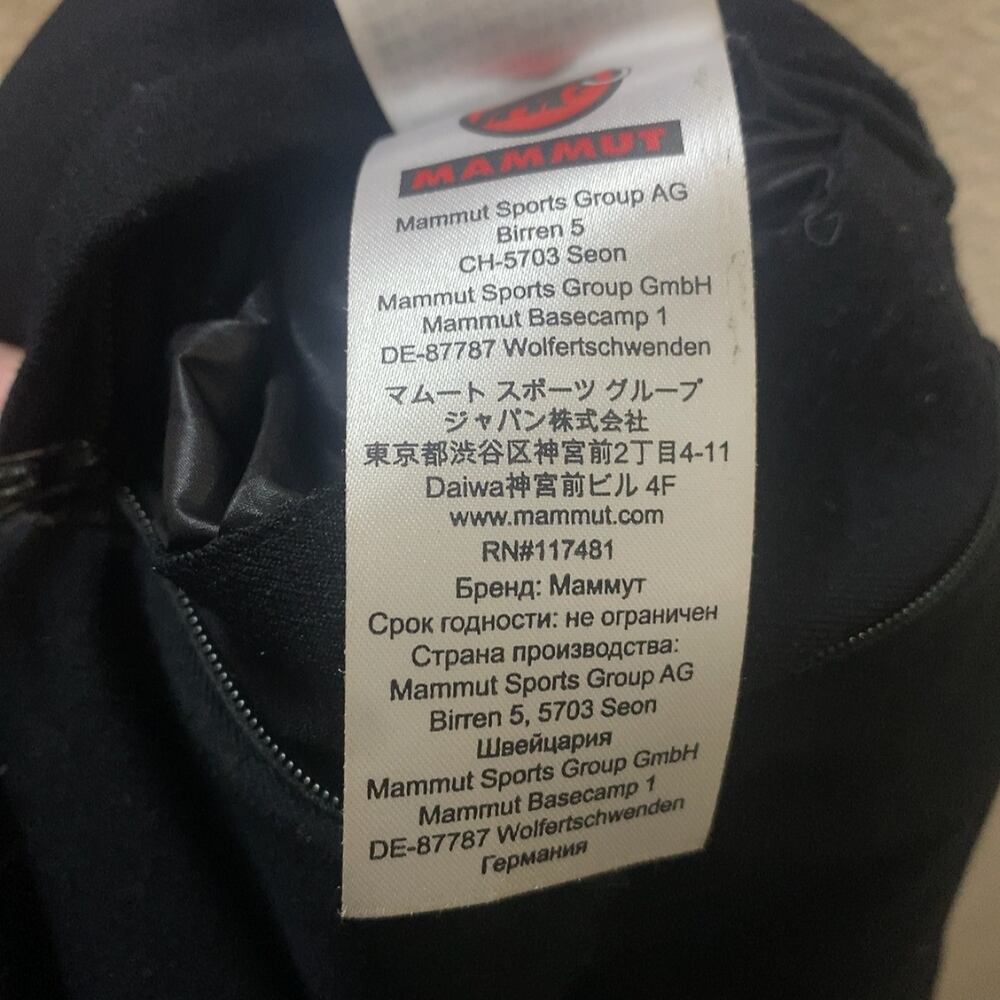 MAMMUT
Mammut Sports Group AG
Birren 5
CH-5703 Seon
Mammut Sports Group GmbH
Mammut Basecamp 1
DE-87787 Wolfertschwenden
マムート スポーツ グループ
ジャパン株式会社
東京都渋谷区神宮前2丁目4-11
Daiwa神宮前ビル 4F
www.mammut.com
RN#117481
Бренд: Маммут
Срок годности: не ограничен
Страна производства:
Mammut Sports Group AG
Birren 5, 5703 Seon
Швейцария
Mammut Sports Group GmbH
Mammut Basecamp 1
DE-87787 Wolfertschwenden
Германия